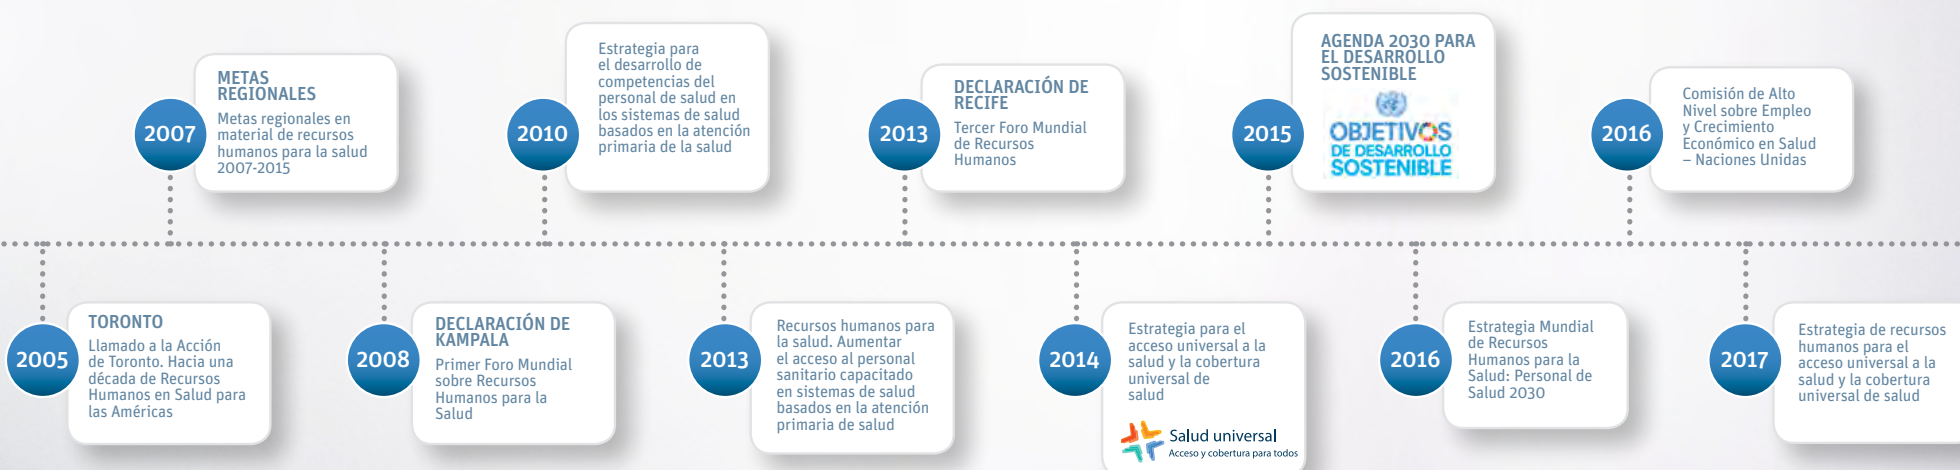 2005
TORONTO
Llamado a la Acción
de Toronto. Hacia una
década de Recursos
Humanos en Salud para
las Américas
2007
METAS
REGIONALES
Metas regionales en
material de recursos
humanos para la salud
2007-2015
2008
DECLARACIÓN DE
KAMPALA
Primer Foro Mundial
sobre Recursos
Humanos para la
Salud
2010
Estrategia para
el desarrollo de
competencias del
personal de salud en
los sistemas de salud
basados en la atención
primaria de la salud
2013
Recursos humanos para
la salud. Aumentar
el acceso al personal
sanitario capacitado
en sistemas de salud
basados en la atención
primaria de salud
2013
DECLARACIÓN DE
RECIFE
Tercer Foro Mundial
de Recursos
Humanos
2014
Estrategia para el
acceso universal a la
salud y la cobertura
universal de
salud
Salud universal
Acceso y cobertura para todos
2015
AGENDA 2030 PARA
EL DESARROLLO
SOSTENIBLE
OBJETIVOS
DE DESARROLLO
SOSTENIBLE
2016
Estrategia Mundial
de Recursos
Humanos para la
Salud: Personal de
Salud 2030
2016
Comisión de Alto
Nivel sobre Empleo
y Crecimiento
Económico en Salud
– Naciones Unidas
2017
Estrategia de recursos
humanos para el
acceso universal a la
salud y la cobertura
universal de salud